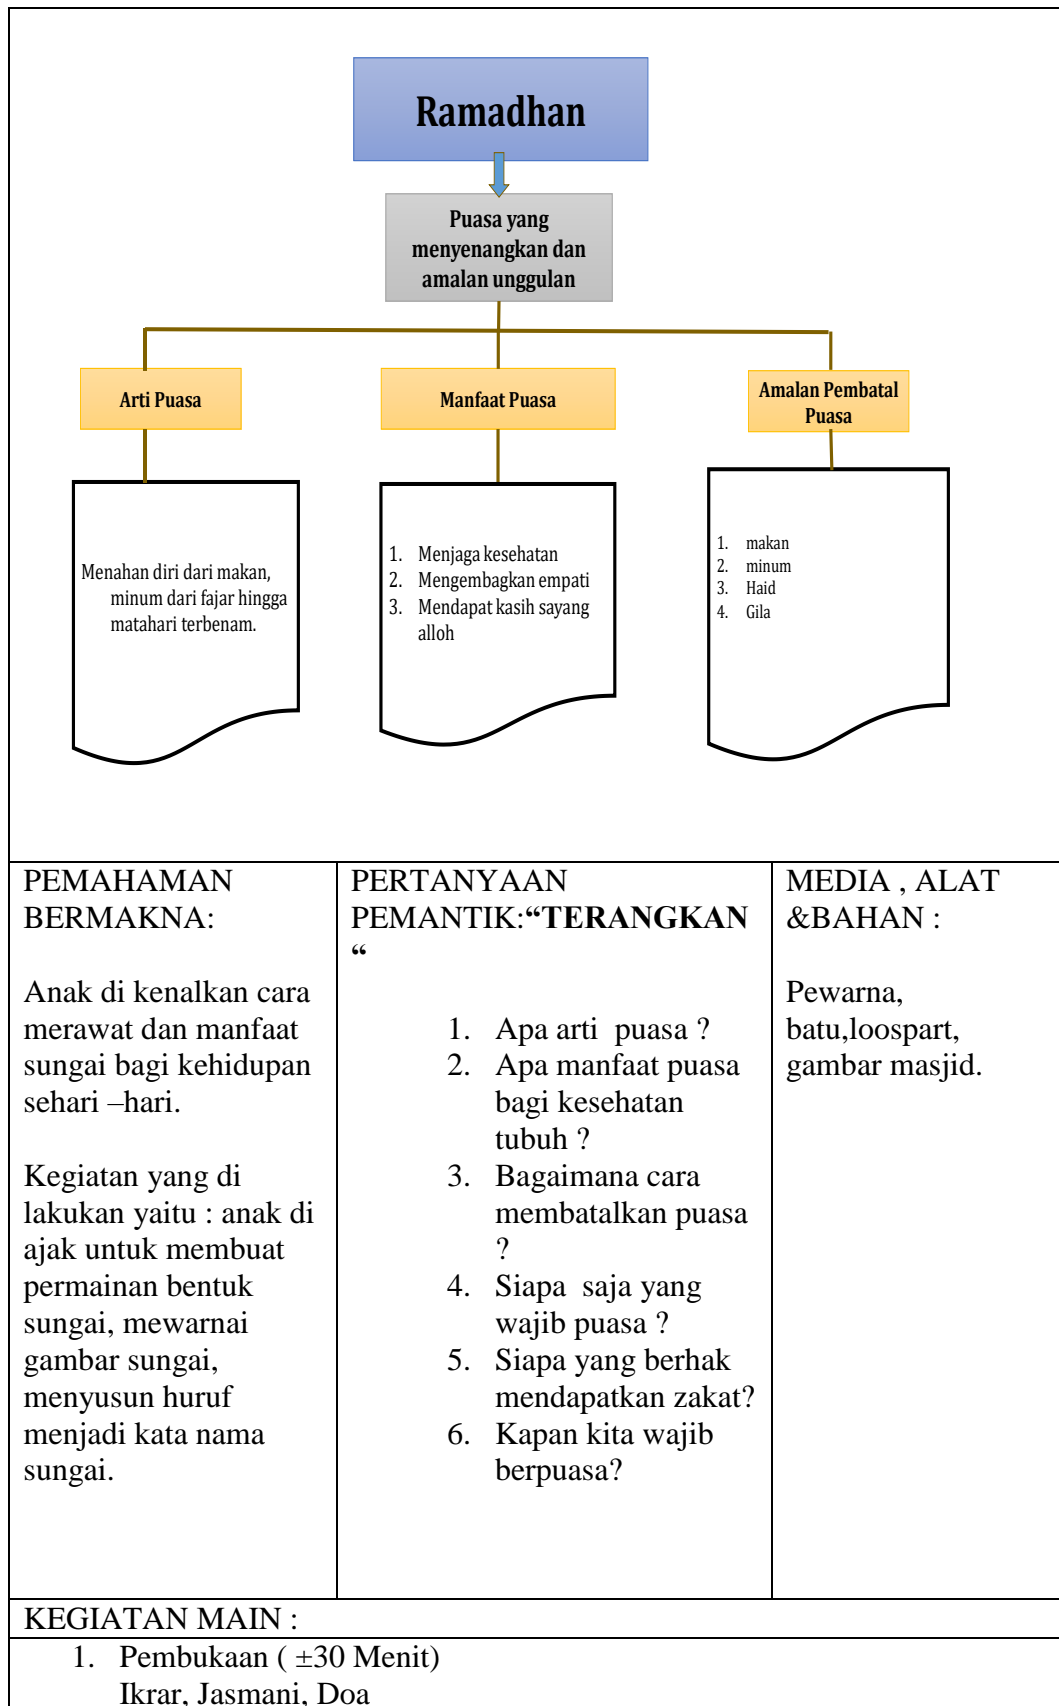 Ramadhan
Puasa yang
menyenangkan dan
amalan unggulan
Arti Puasa
Manfaat Puasa
Amalan Pembatal
Puasa
Menahan diri dari makan,
minum dari fajar hingga
matahari terbenam.
1. Menjaga kesehatan
2. Mengembagkan empati
3. Mendapat kasih sayang
alloh
1. makan
2. minum
3. Haid
4. Gila
PEMAHAMAN
BERMAKNA:
Anak di kenalkan cara
merawat dan manfaat
sungai bagi kehidupan
sehari –hari.
Kegiatan yang di
lakukan yaitu : anak di
ajak untuk membuat
permainan bentuk
sungai, mewarnai
gambar sungai,
menyusun huruf
menjadi kata nama
sungai.
PERTANYAAN
PEMANTIK:“TERANGKAN
“
1. Apa arti puasa ?
2. Apa manfaat puasa
bagi kesehatan
tubuh ?
3. Bagaimana cara
membatalkan puasa
?
4. Siapa saja yang
wajib puasa ?
5. Siapa yang berhak
mendapatkan zakat?
6. Kapan kita wajib
berpuasa?
MEDIA , ALAT
&BAHAN :
Pewarna,
batu,loospart,
gambar masjid.
KEGIATAN MAIN :
1. Pembukaan ( ±30 Menit)
Ikrar, Jasmani, Doa